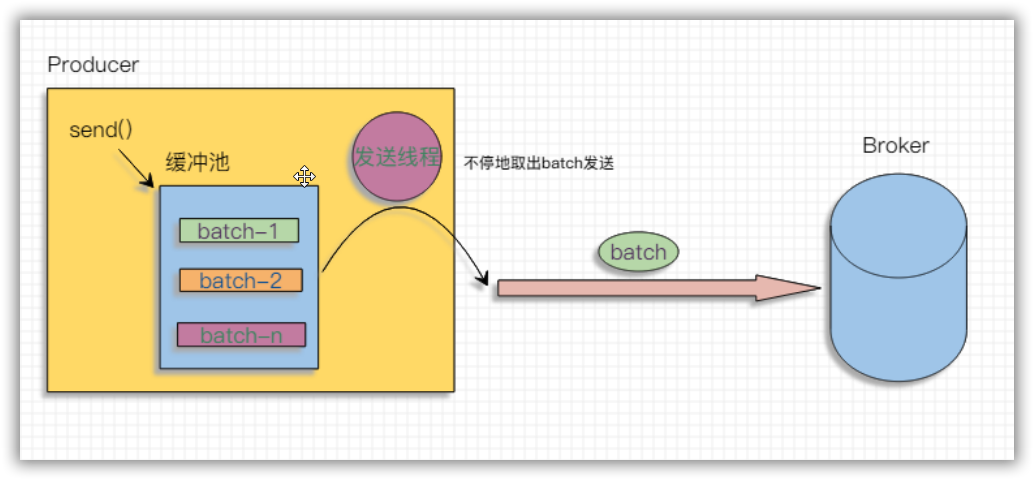 Producer
send()
缓冲池
发送线程
不停地取出batch发送
batch-1
batch-2
batch-n
batch
Broker